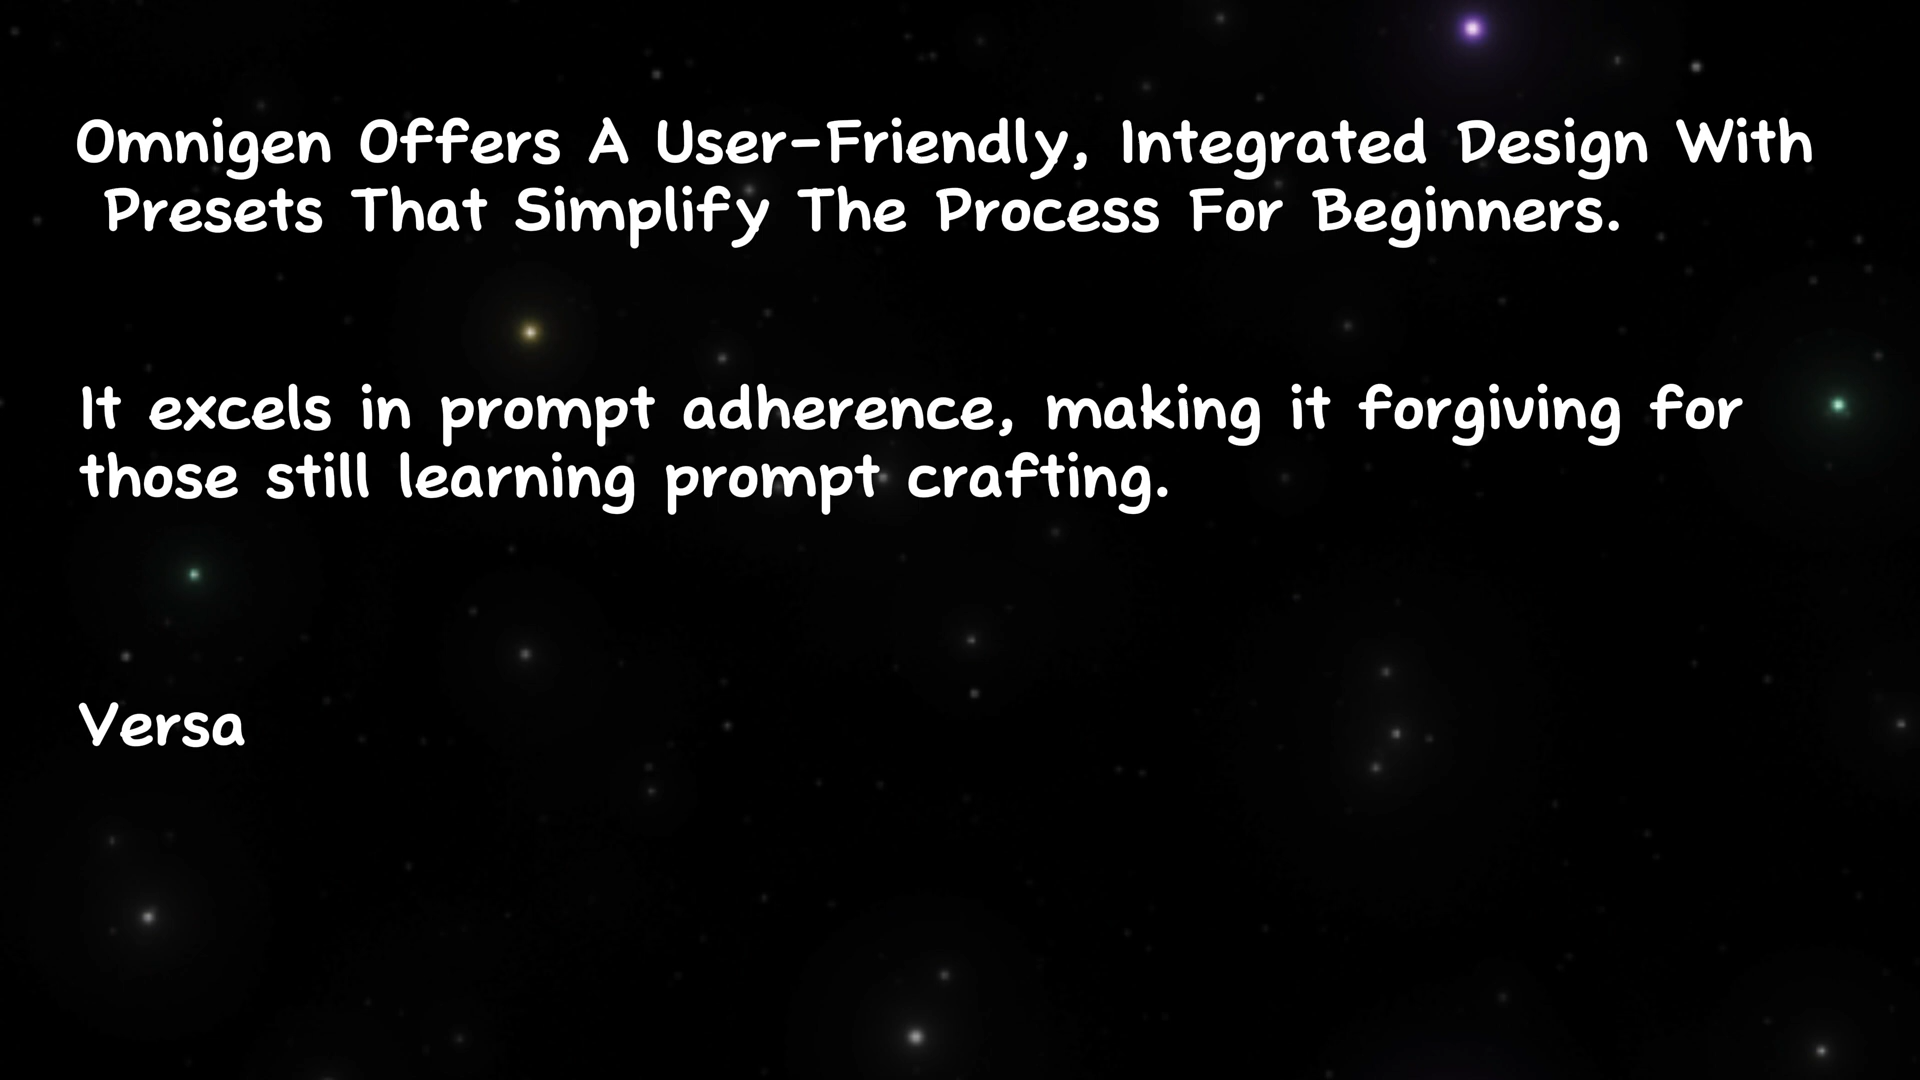 Omnigen Offers A User-Friendly, Integrated Design With
Presets That Simplify The Process For Beginners.
It excels in prompt adherence, making it forgiving for
those still learning prompt crafting.
Versa